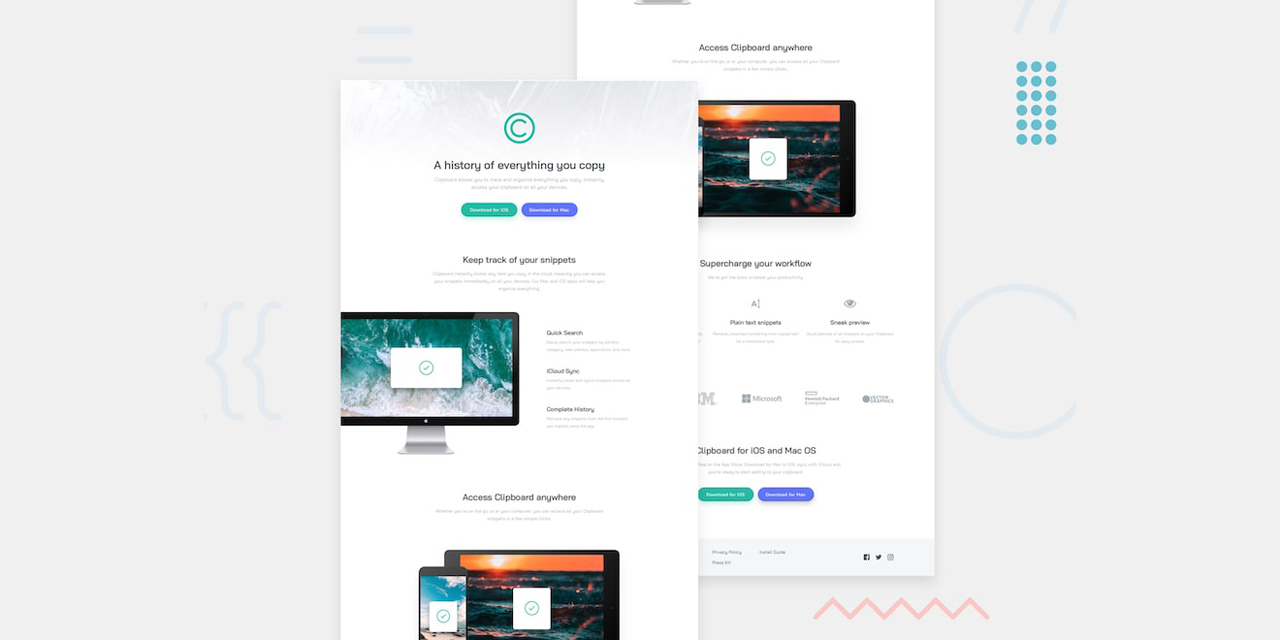 A history of everything you copy
Clipboard allows you to track and organize everything you copy. Instantly
access your clipboard on all your devices.
Download for iOS
Download for Mac
Keep track of your snippets
Clipboard instantly stores any item you copy in the cloud, meaning you can access
your snippets immediately on all your devices. Our Mac and iOS apps will help you
organize everything.
Quick Search
Easily search your snippets by content,
category, web address, application, and more.
iCloud Sync
Instantly saves and syncs snippets across all
your devices.
Complete History
Retrieve any snippets from the first moment
you started using the app.
Access Clipboard anywhere
Whether you're on the go, or at your computer, you can access all your Clipboard
snippets in a few simple clicks.
Access Clipboard anywhere
Whether you're on the go, or at your computer, you can access all your Clipboard
snippets in a few simple clicks.
Supercharge your workflow
We've got the tools to boost your productivity.
Plain text snippets
Remove unwanted formatting from copied text
for a consistent look.
Sneak preview
Quick preview of all snippets on your Clipboard
for easy access.
Microsoft
Hewlett Packard
Enterprise
VECTOR
GRAPHICS
Clipboard for iOS and Mac OS
free on the App Store. Download for Mac or iOS, sync with iCloud and
you're ready to start adding to your clipboard.
Download for iOS
Download for Mac
Privacy Policy
Install Guide
Press Kit